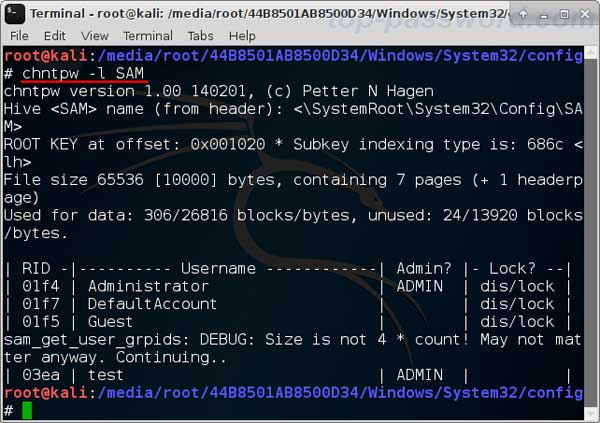 Terminal - root@kali: /media/root/44B8501AB8500D34/Windows/System32/
top-password.com
File Edit View Terminal Tabs Help
root@kali:/media/root/44B8501AB8500D34/Windows/System32/config
# chntpw -l SAM
chntpw version 1.00 140201, (c) Petter N Hagen
Hive <SAM> name (from header): <\SystemRoot\System32\Config\SA
M>
ROOT KEY at offset: 0x001020 * Subkey indexing type is: 686c <
lh>
File size 65536 [10000] bytes, containing 7 pages (+ 1 headerp
age)
Used for data: 306/26816 blocks/bytes, unused: 24/13920 blocks
/bytes.
| RID -|---------- Username ------------| Admin? |- Lock? --|
| 01f4 | Administrator | ADMIN | dis/lock |
| 01f7 | DefaultAccount | | dis/lock |
| 01f5 | Guest | | dis/lock |
sam_get_user_grpids: DEBUG: Size is not 4 * count! May not mat
ter anyway. Continuing..
| 03ea | test | ADMIN | |
root@kali:/media/root/44B8501AB8500D34/Windows/System32/config
#